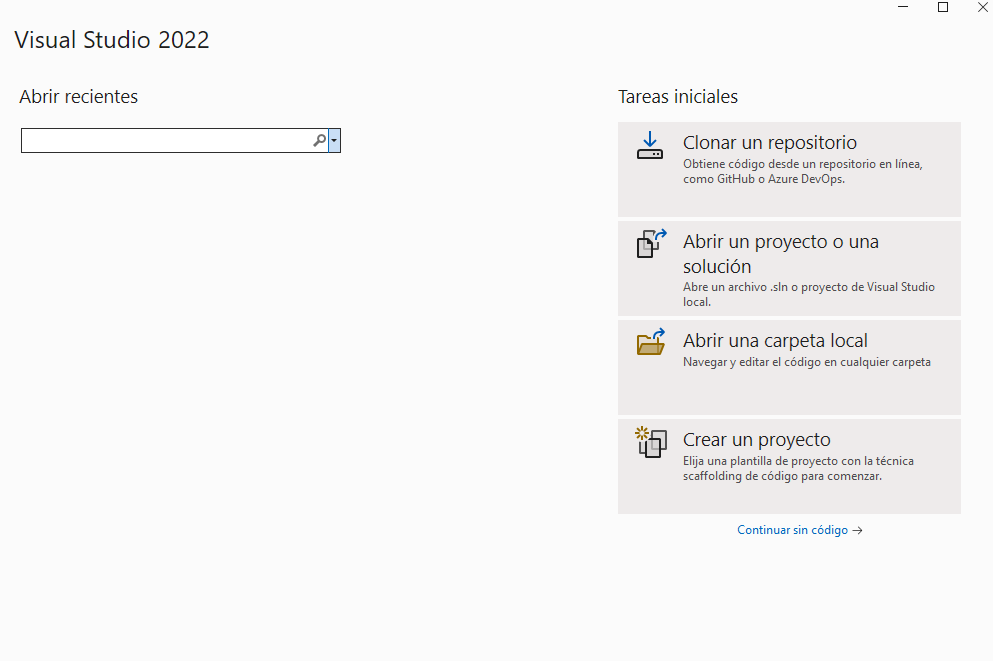 Visual Studio 2022
Abrir recientes
Tareas iniciales
Clonar un repositorio
Obtiene código desde un repositorio en línea,
como GitHub o Azure DevOps.
Abrir un proyecto o una
solución
Abre un archivo .sln o proyecto de Visual Studio
local.
Abrir una carpeta local
Navegar y editar el código en cualquier carpeta
Crear un proyecto
Elija una plantilla de proyecto con la técnica
scaffolding de código para comenzar.
Continuar sin código →